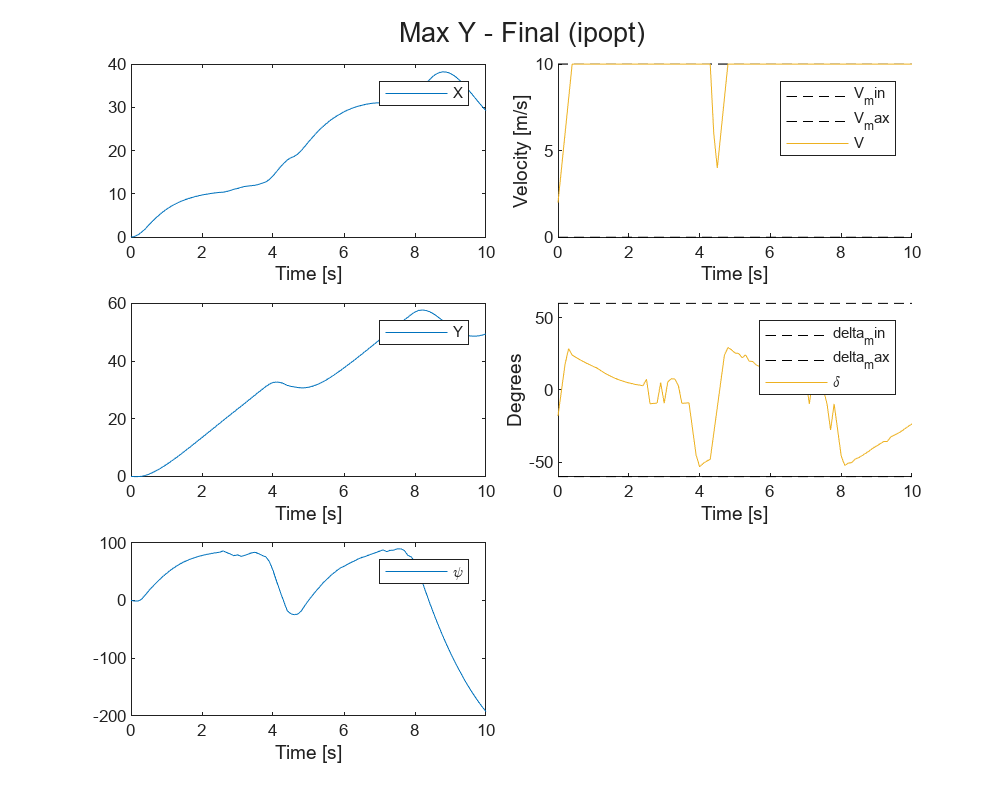 Max Y - Final (ipopt)
40
30
20
10
0
0 2 4 6 8 10
Time [s]
X
Velocity [m/s]
10
5
0
0 2 4 6 8 10
Time [s]
V_min
V_max
V
60
40
20
0
0 2 4 6 8 10
Time [s]
Y
Degrees
50
0
-50
0 2 4 6 8 10
Time [s]
delta_min
delta_max
δ
100
0
-100
-200
0 2 4 6 8 10
Time [s]
ψ